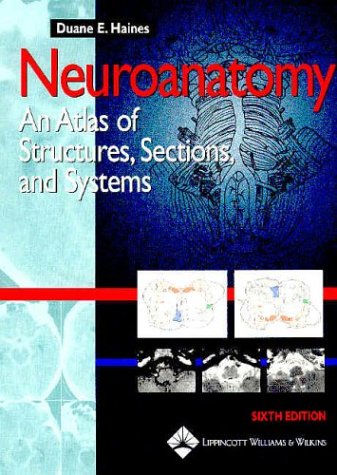 Duane E. Haines
Neuroanatomy
An Atlas of
Structures, Sections,
and Systems
SIXTH EDITION
LIPPINCOTT WILLIAMS & WILKINS